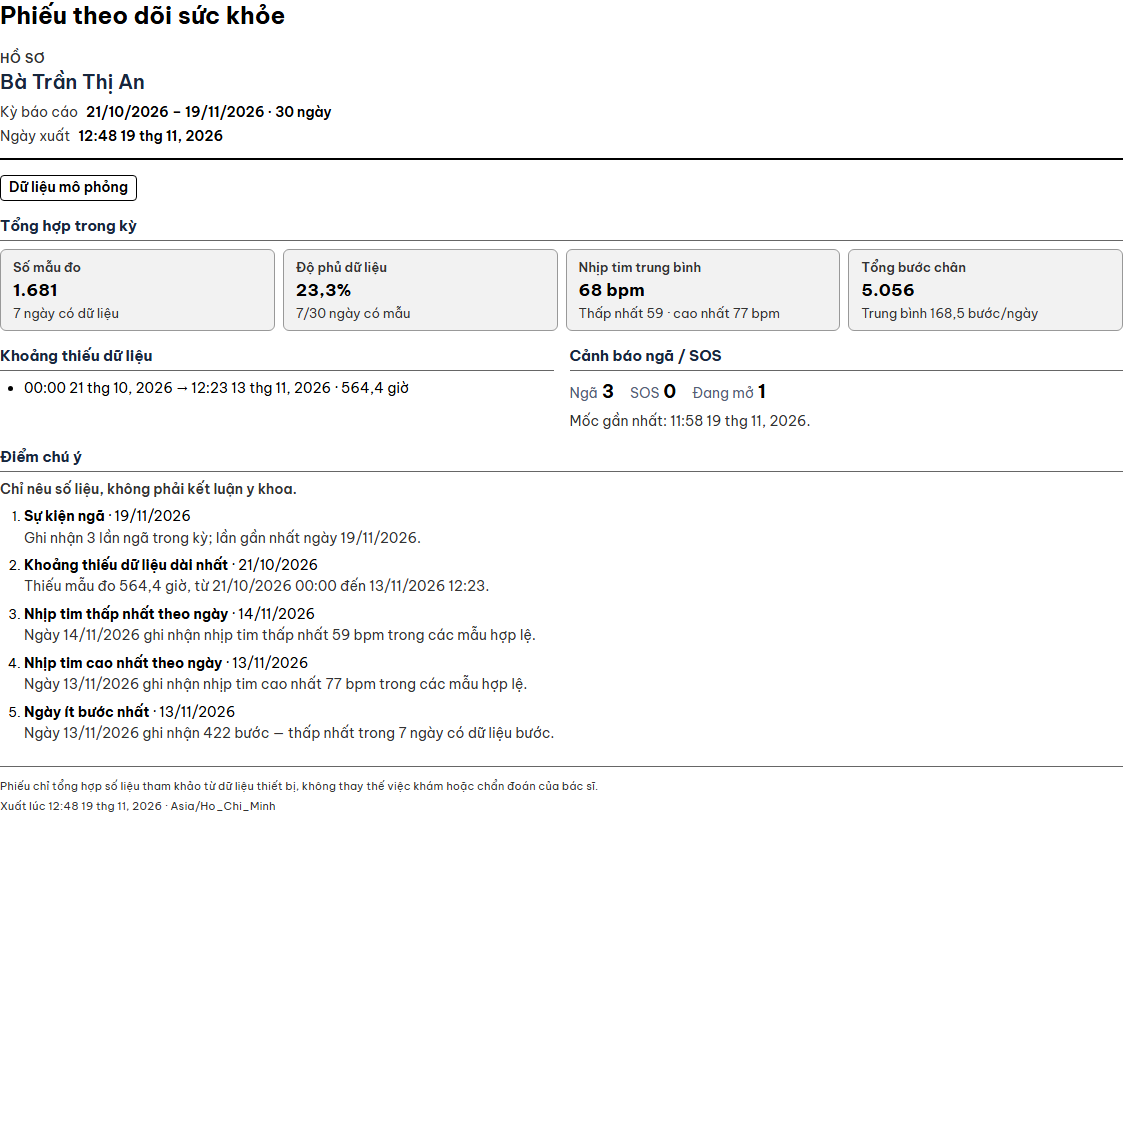 Phiếu theo dõi sức khỏe
HỒ SƠ
Bà Trần Thị An
Kỳ báo cáo 21/10/2026 – 19/11/2026 · 30 ngày
Ngày xuất 12:48 19 thg 11, 2026
Dữ liệu mô phỏng
Tổng hợp trong kỳ
Số mẫu đo
1.681
7 ngày có dữ liệu
Độ phủ dữ liệu
23,3%
7/30 ngày có mẫu
Nhịp tim trung bình
68 bpm
Thấp nhất 59 · cao nhất 77 bpm
Tổng bước chân
5.056
Trung bình 168,5 bước/ngày
Khoảng thiếu dữ liệu
• 00:00 21 thg 10, 2026 → 12:23 13 thg 11, 2026 · 564,4 giờ
Cảnh báo ngã / SOS
Ngã 3 SOS 0 Đang mở 1
Mốc gần nhất: 11:58 19 thg 11, 2026.
Điểm chú ý
Chỉ nêu số liệu, không phải kết luận y khoa.
1. Sự kiện ngã · 19/11/2026
Ghi nhận 3 lần ngã trong kỳ; lần gần nhất ngày 19/11/2026.
2. Khoảng thiếu dữ liệu dài nhất · 21/10/2026
Thiếu mẫu đo 564,4 giờ, từ 21/10/2026 00:00 đến 13/11/2026 12:23.
3. Nhịp tim thấp nhất theo ngày · 14/11/2026
Ngày 14/11/2026 ghi nhận nhịp tim thấp nhất 59 bpm trong các mẫu hợp lệ.
4. Nhịp tim cao nhất theo ngày · 13/11/2026
Ngày 13/11/2026 ghi nhận nhịp tim cao nhất 77 bpm trong các mẫu hợp lệ.
5. Ngày ít bước nhất · 13/11/2026
Ngày 13/11/2026 ghi nhận 422 bước — thấp nhất trong 7 ngày có dữ liệu bước.
Phiếu chỉ tổng hợp số liệu tham khảo từ dữ liệu thiết bị, không thay thế việc khám hoặc chẩn đoán của bác sĩ.
Xuất lúc 12:48 19 thg 11, 2026 · Asia/Ho_Chi_Minh